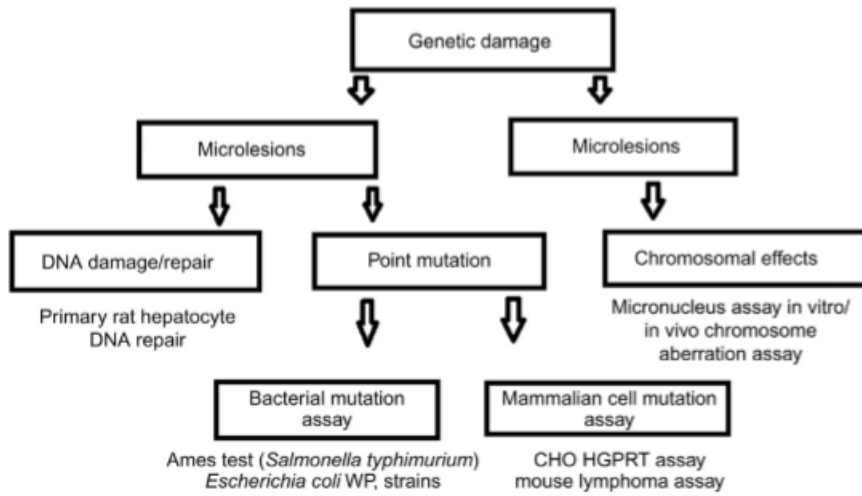 Genetic damage
Microlesions
Microlesions
DNA damage/repair
Point mutation
Chromosomal effects
Primary rat hepatocyte
DNA repair
Micronucleus assay in vitro/
in vivo chromosome
aberration assay
Bacterial mutation
assay
Mammalian cell mutation
assay
Ames test (Salmonella typhimurium)
Escherichia coli WP, strains
CHO HGPRT assay
mouse lymphoma assay